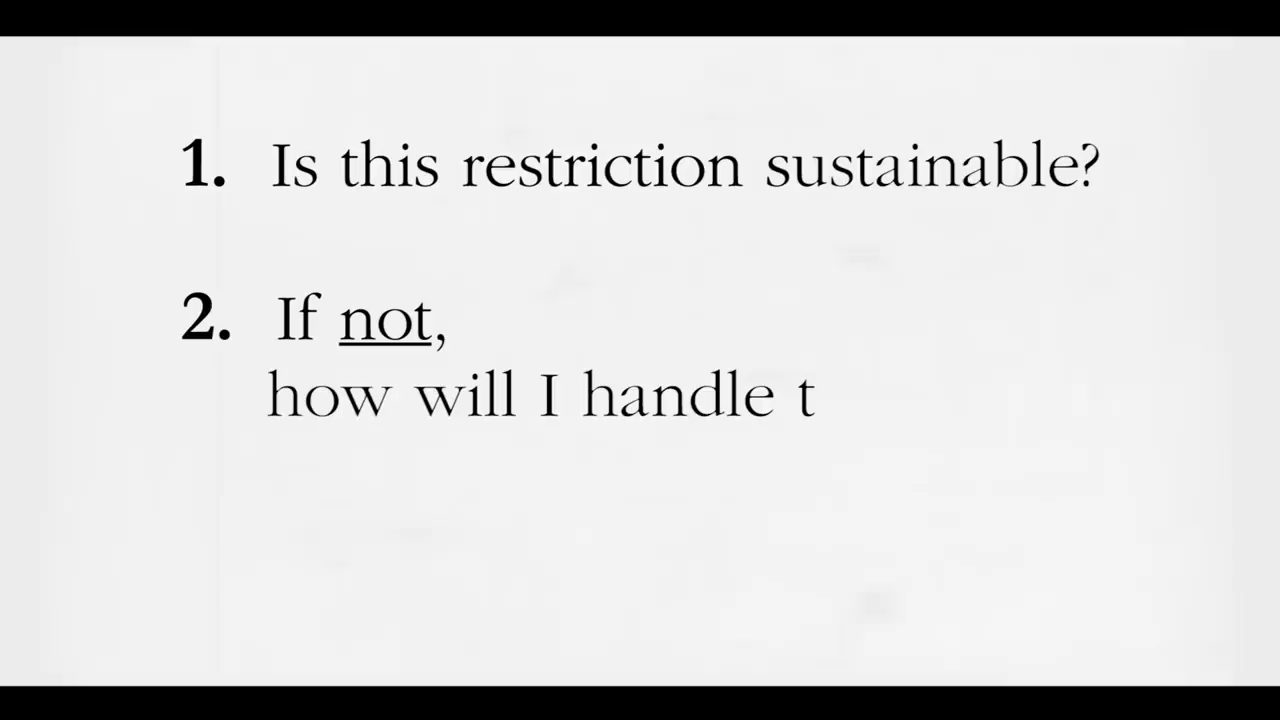 1. Is this restriction sustainable?
2. If not,
how will I handle t